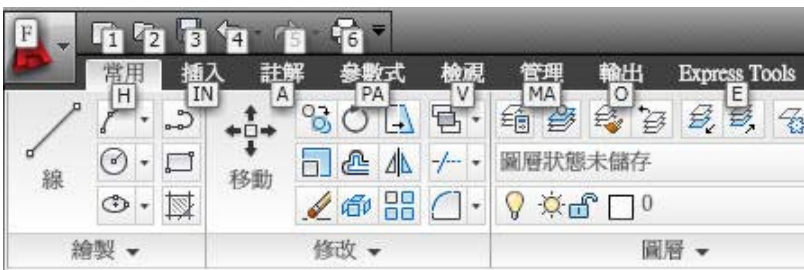 F 1 2 3 4 5 6
常用 插入 註解 參數式 檢視 管理 輸出 Express Tools
H IN A PA V MA O E
圖層狀態未儲存
線 移動
0
繪製 修改 圖層